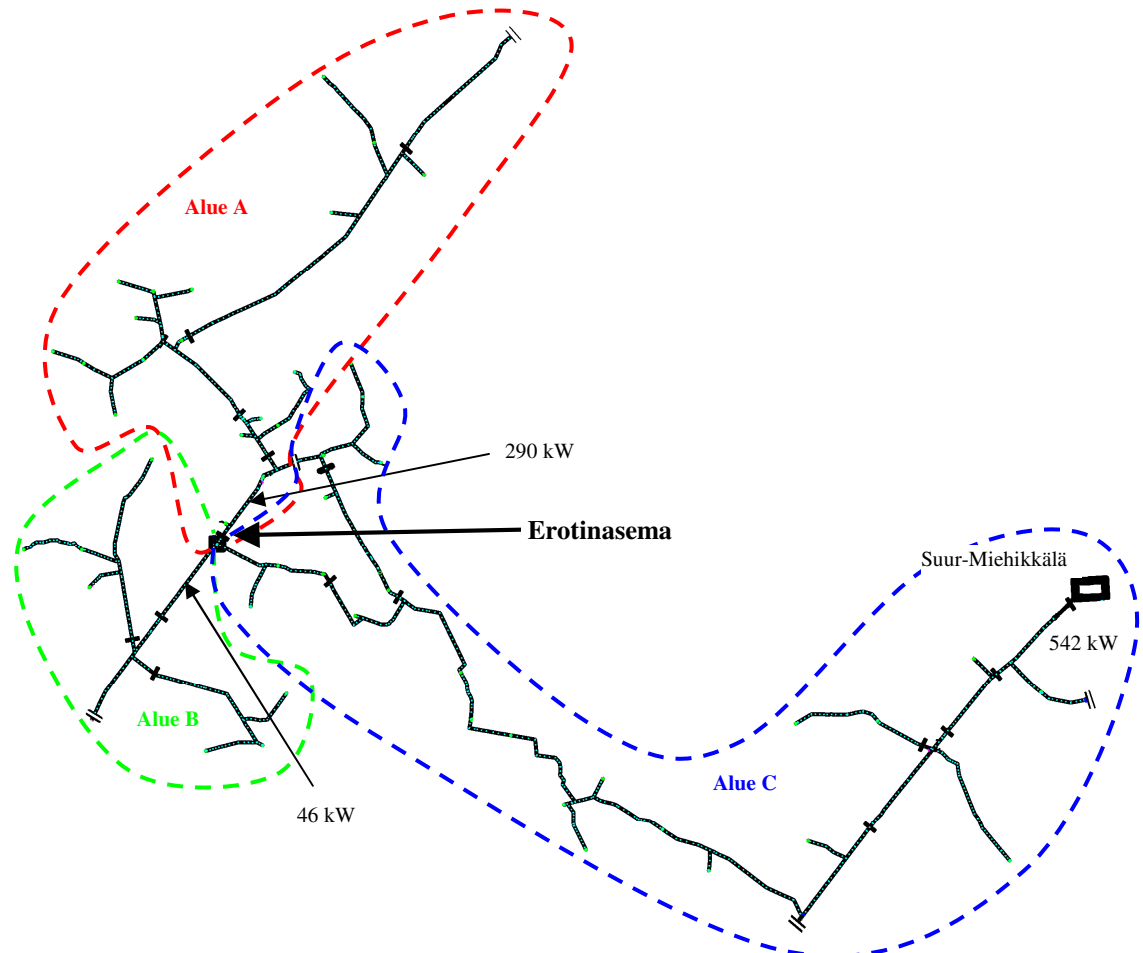 Alue A
290 kW
Erotinasema
Suur-Miehikkälä
542 kW
Alue B
Alue C
46 kW